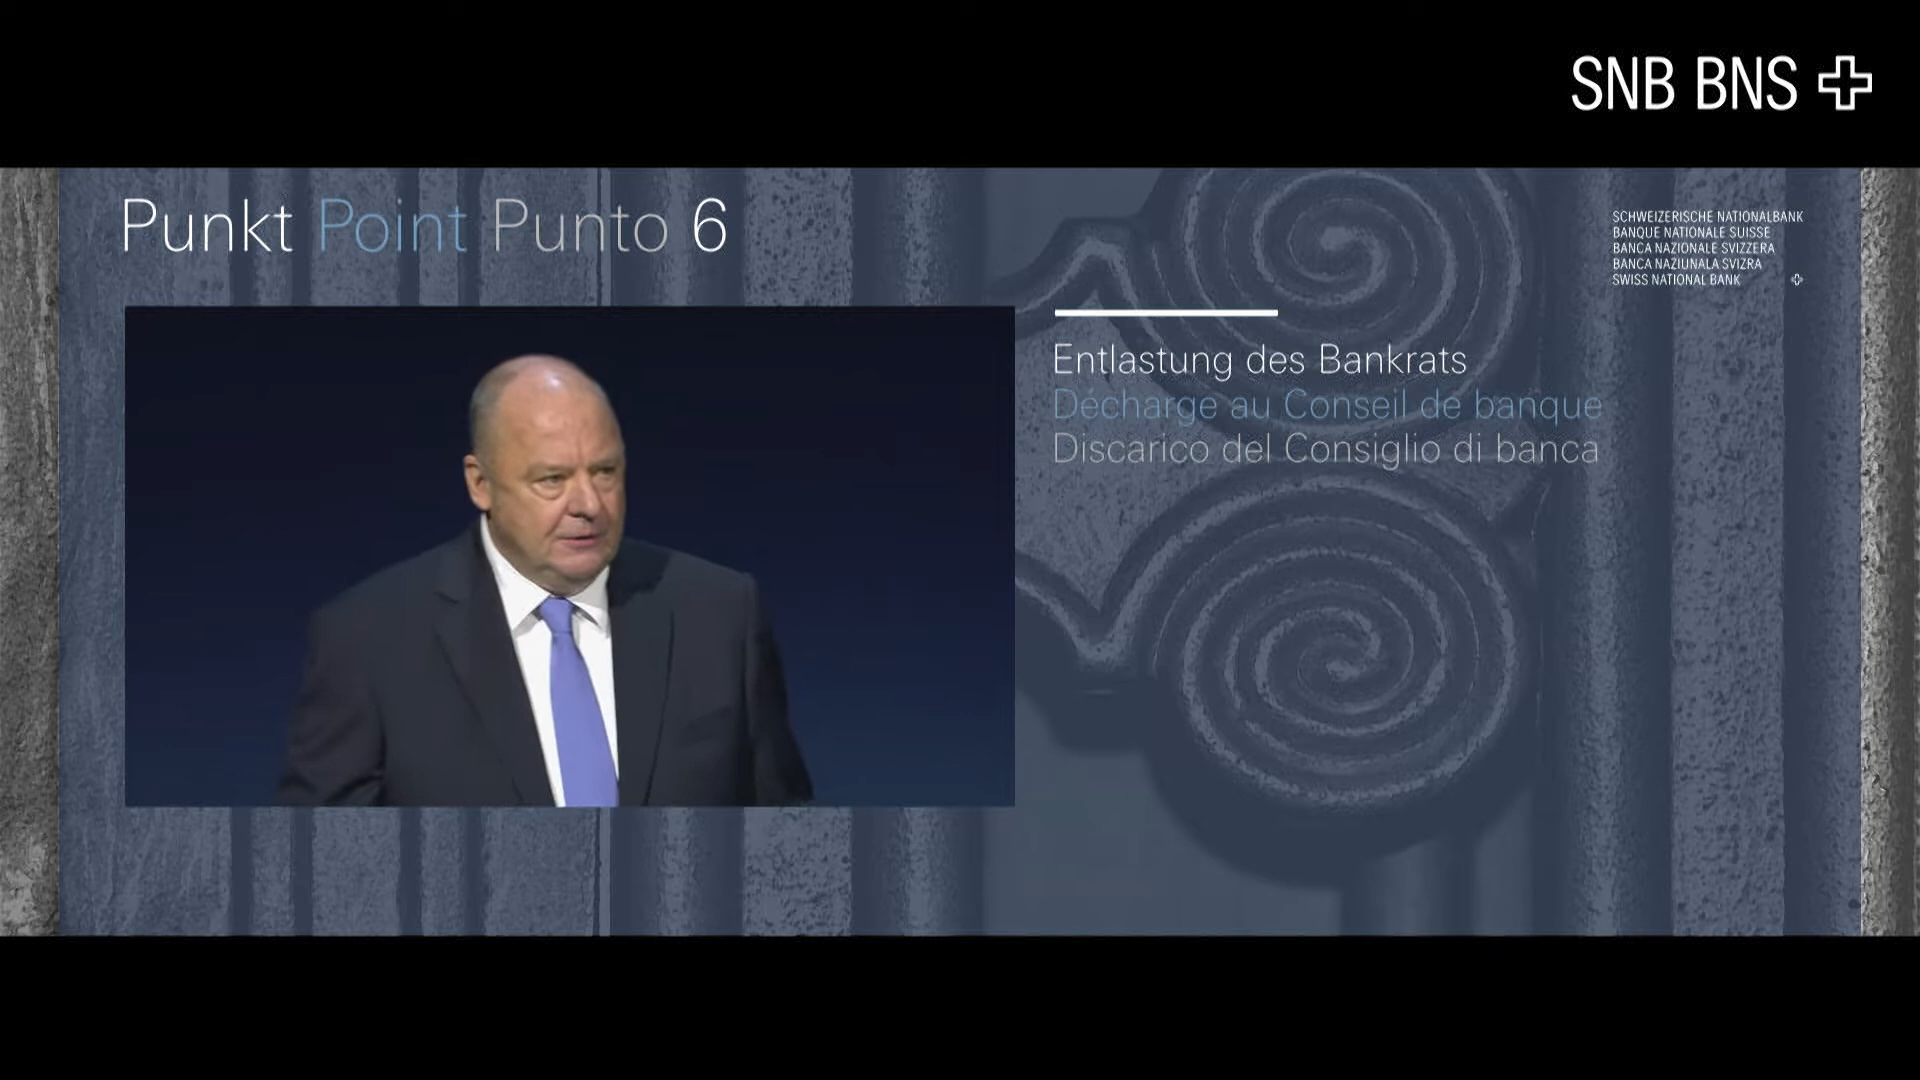 SNB BNS
Punkt Point Punto 6
SCHWEIZERISCHE NATIONALBANK
BANQUE NATIONALE SUISSE
BANCA NAZIONALE SVIZZERA
BANCA NAZIUNALA SVIZRA
SWISS NATIONAL BANK
Entlastung des Bankrats
Décharge au Conseil de banque
Discarico del Consiglio di banca